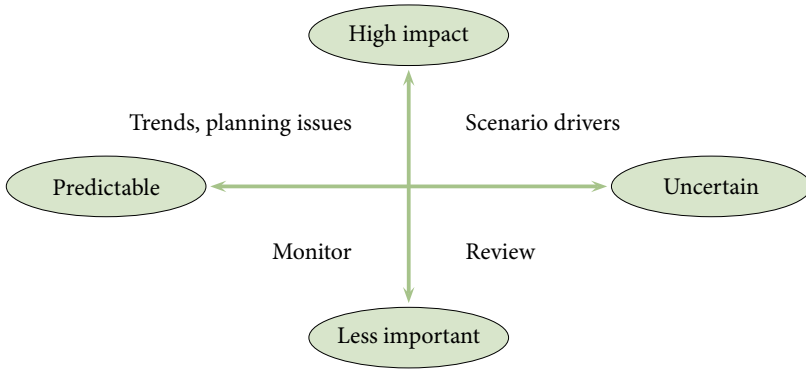 High impact
Trends, planning issues
Scenario drivers
Predictable
Uncertain
Monitor
Review
Less important